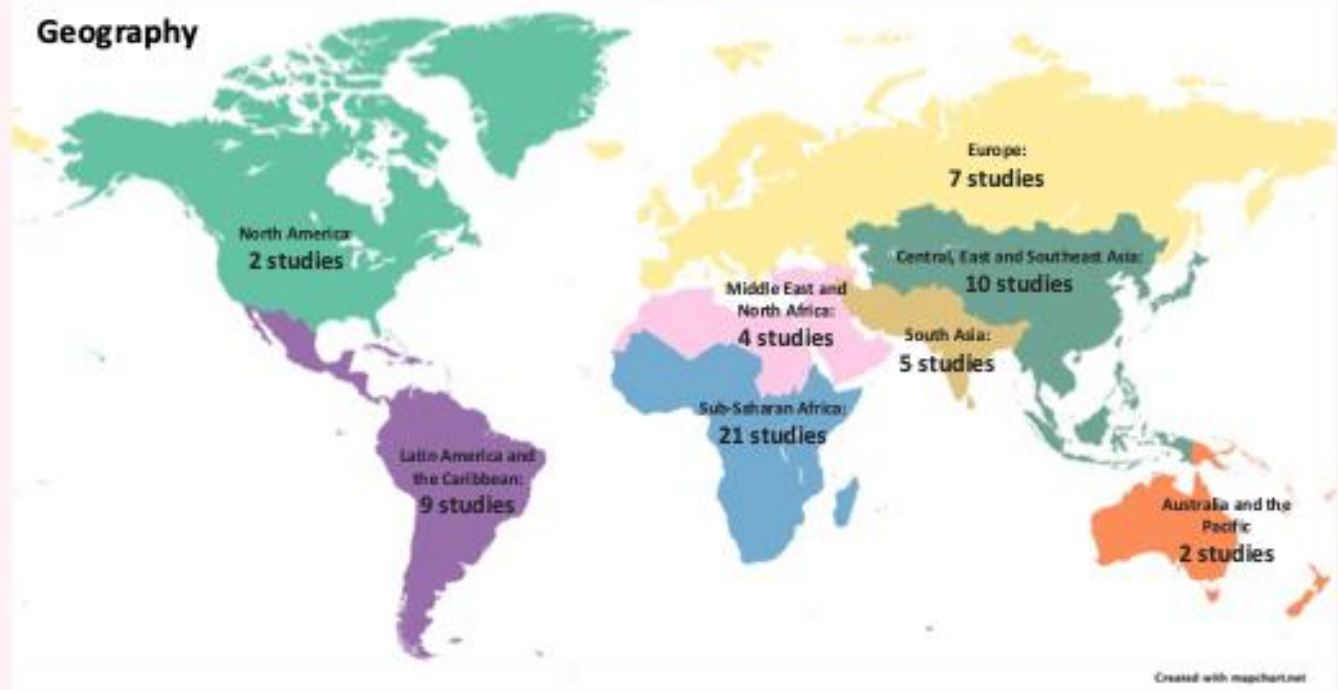 Geography
Europe:
7 studies
North America:
2 studies
Central, East and Southeast Asia:
10 studies
Middle East and
North Africa:
4 studies
South Asia:
5 studies
Sub-Saharan Africa:
21 studies
Latin America and
the Caribbean:
9 studies
Australia and the
Pacific
2 studies
Created with mapchart.net